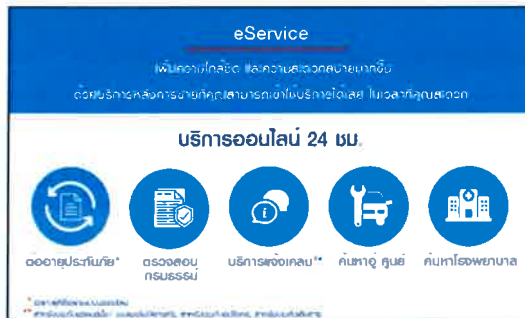 eService
เพิ่มความใกล้ชิด และความสะดวกสบายมากขึ้น
ด้วยบริการหลังการขายที่คุณสามารถเข้าใช้บริการได้เลย ในเวลาที่คุณสะดวก
บริการออนไลน์ 24 ชม.
ต่ออายุประกันภัย*
ตรวจสอบ
กรมธรรม์
บริการแจ้งเคลม**
ค้นหาอู่ ศูนย์
ค้นหาโรงพยาบาล